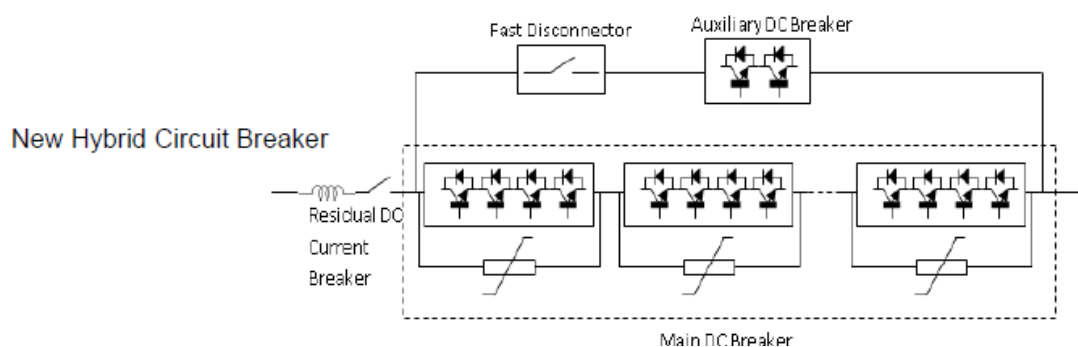 Fast Disconnector
Auxiliary DC Breaker
New Hybrid Circuit Breaker
Residual DC
Current
Breaker
Main DC Breaker